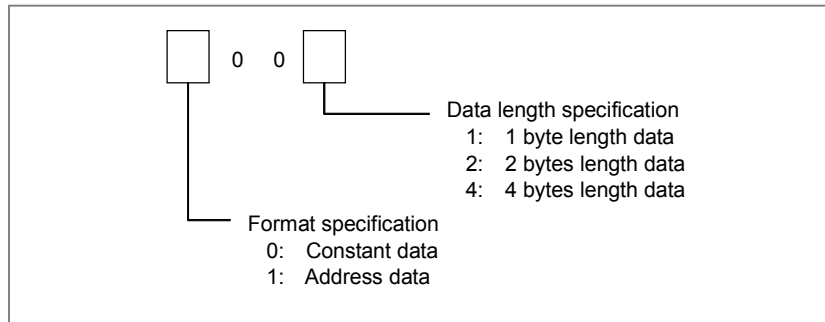 0 0
Data length specification
1: 1 byte length data
2: 2 bytes length data
4: 4 bytes length data
Format specification
0: Constant data
1: Address data